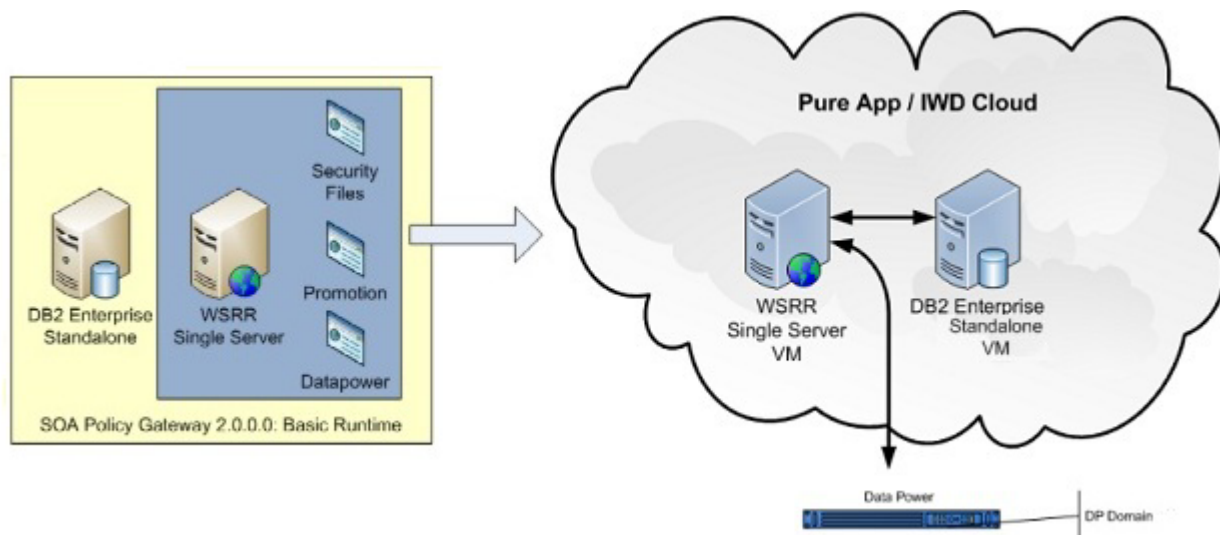 Security
Files
DB2 Enterprise
Standalone
WSRR
Single Server
Promotion
Datapower
SOA Policy Gateway 2.0.0.0: Basic Runtime
Pure App / IWD Cloud
WSRR
Single Server
VM
DB2 Enterprise
Standalone
VM
Data Power
DP Domain